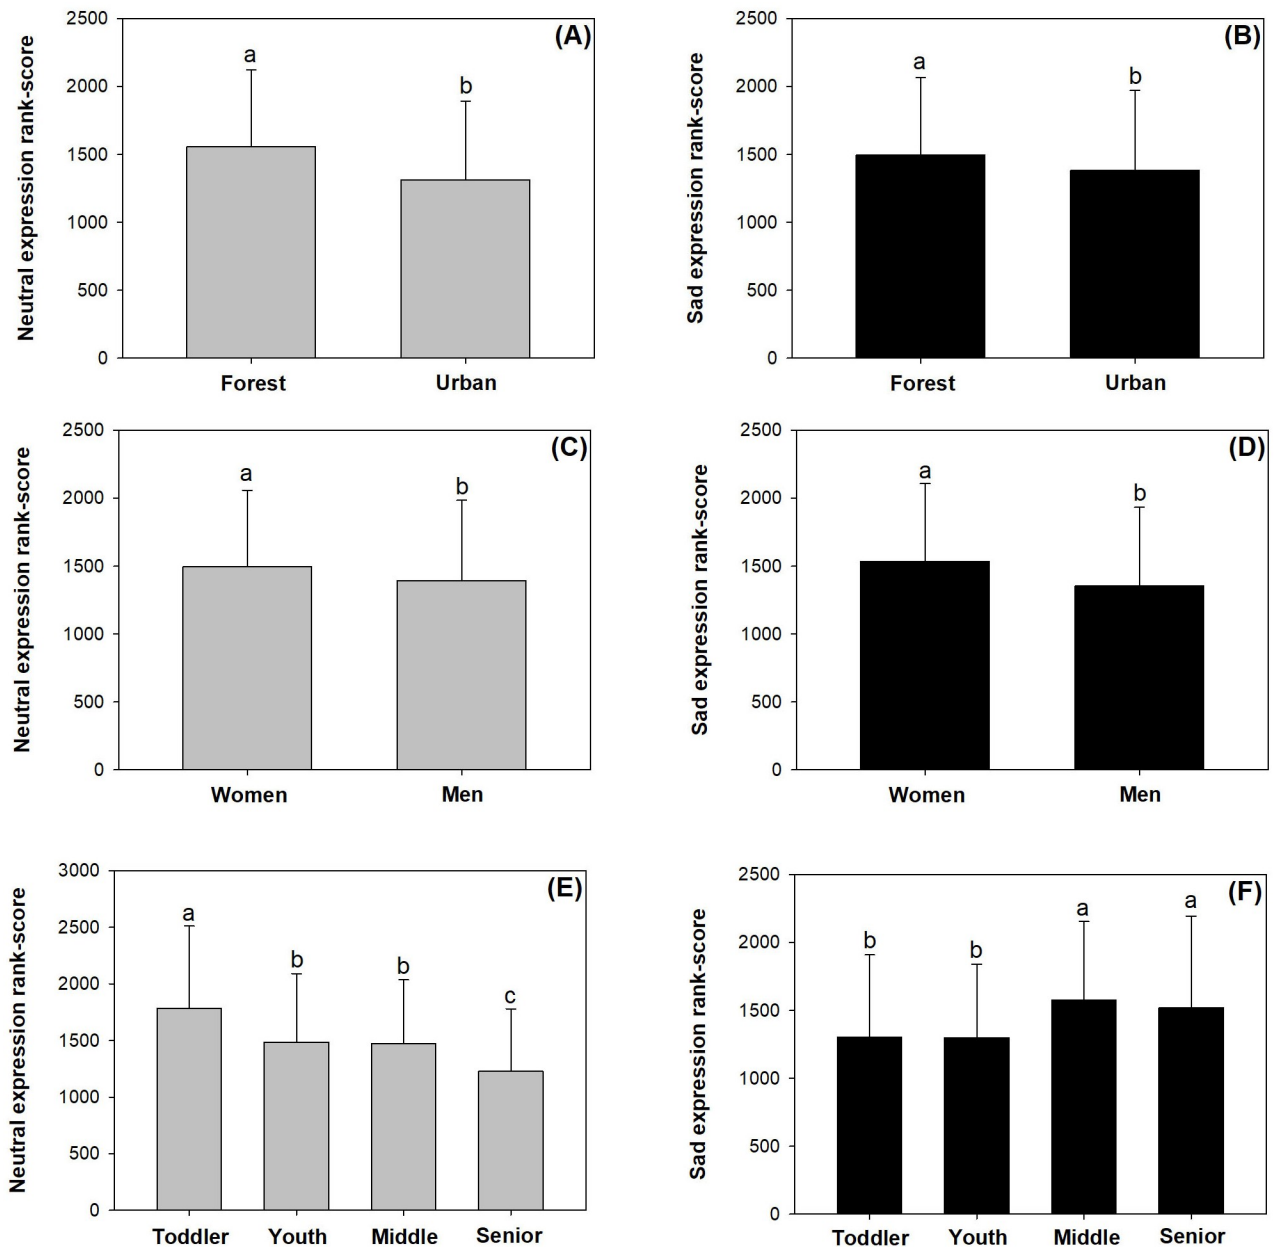 (A)
Neutral expression rank-score
2500
2000
1500
1000
500
0
a
b
Forest
Urban
(B)
Sad expression rank-score
2500
2000
1500
1000
500
0
a
b
Forest
Urban
(C)
Neutral expression rank-score
2500
2000
1500
1000
500
0
a
b
Women
Men
(D)
Sad expression rank-score
2500
2000
1500
1000
500
0
a
b
Women
Men
(E)
Neutral expression rank-score
3000
2500
2000
1500
1000
500
0
a
b
b
c
Toddler
Youth
Middle
Senior
(F)
Sad expression rank-score
2500
2000
1500
1000
500
0
b
b
a
a
Toddler
Youth
Middle
Senior